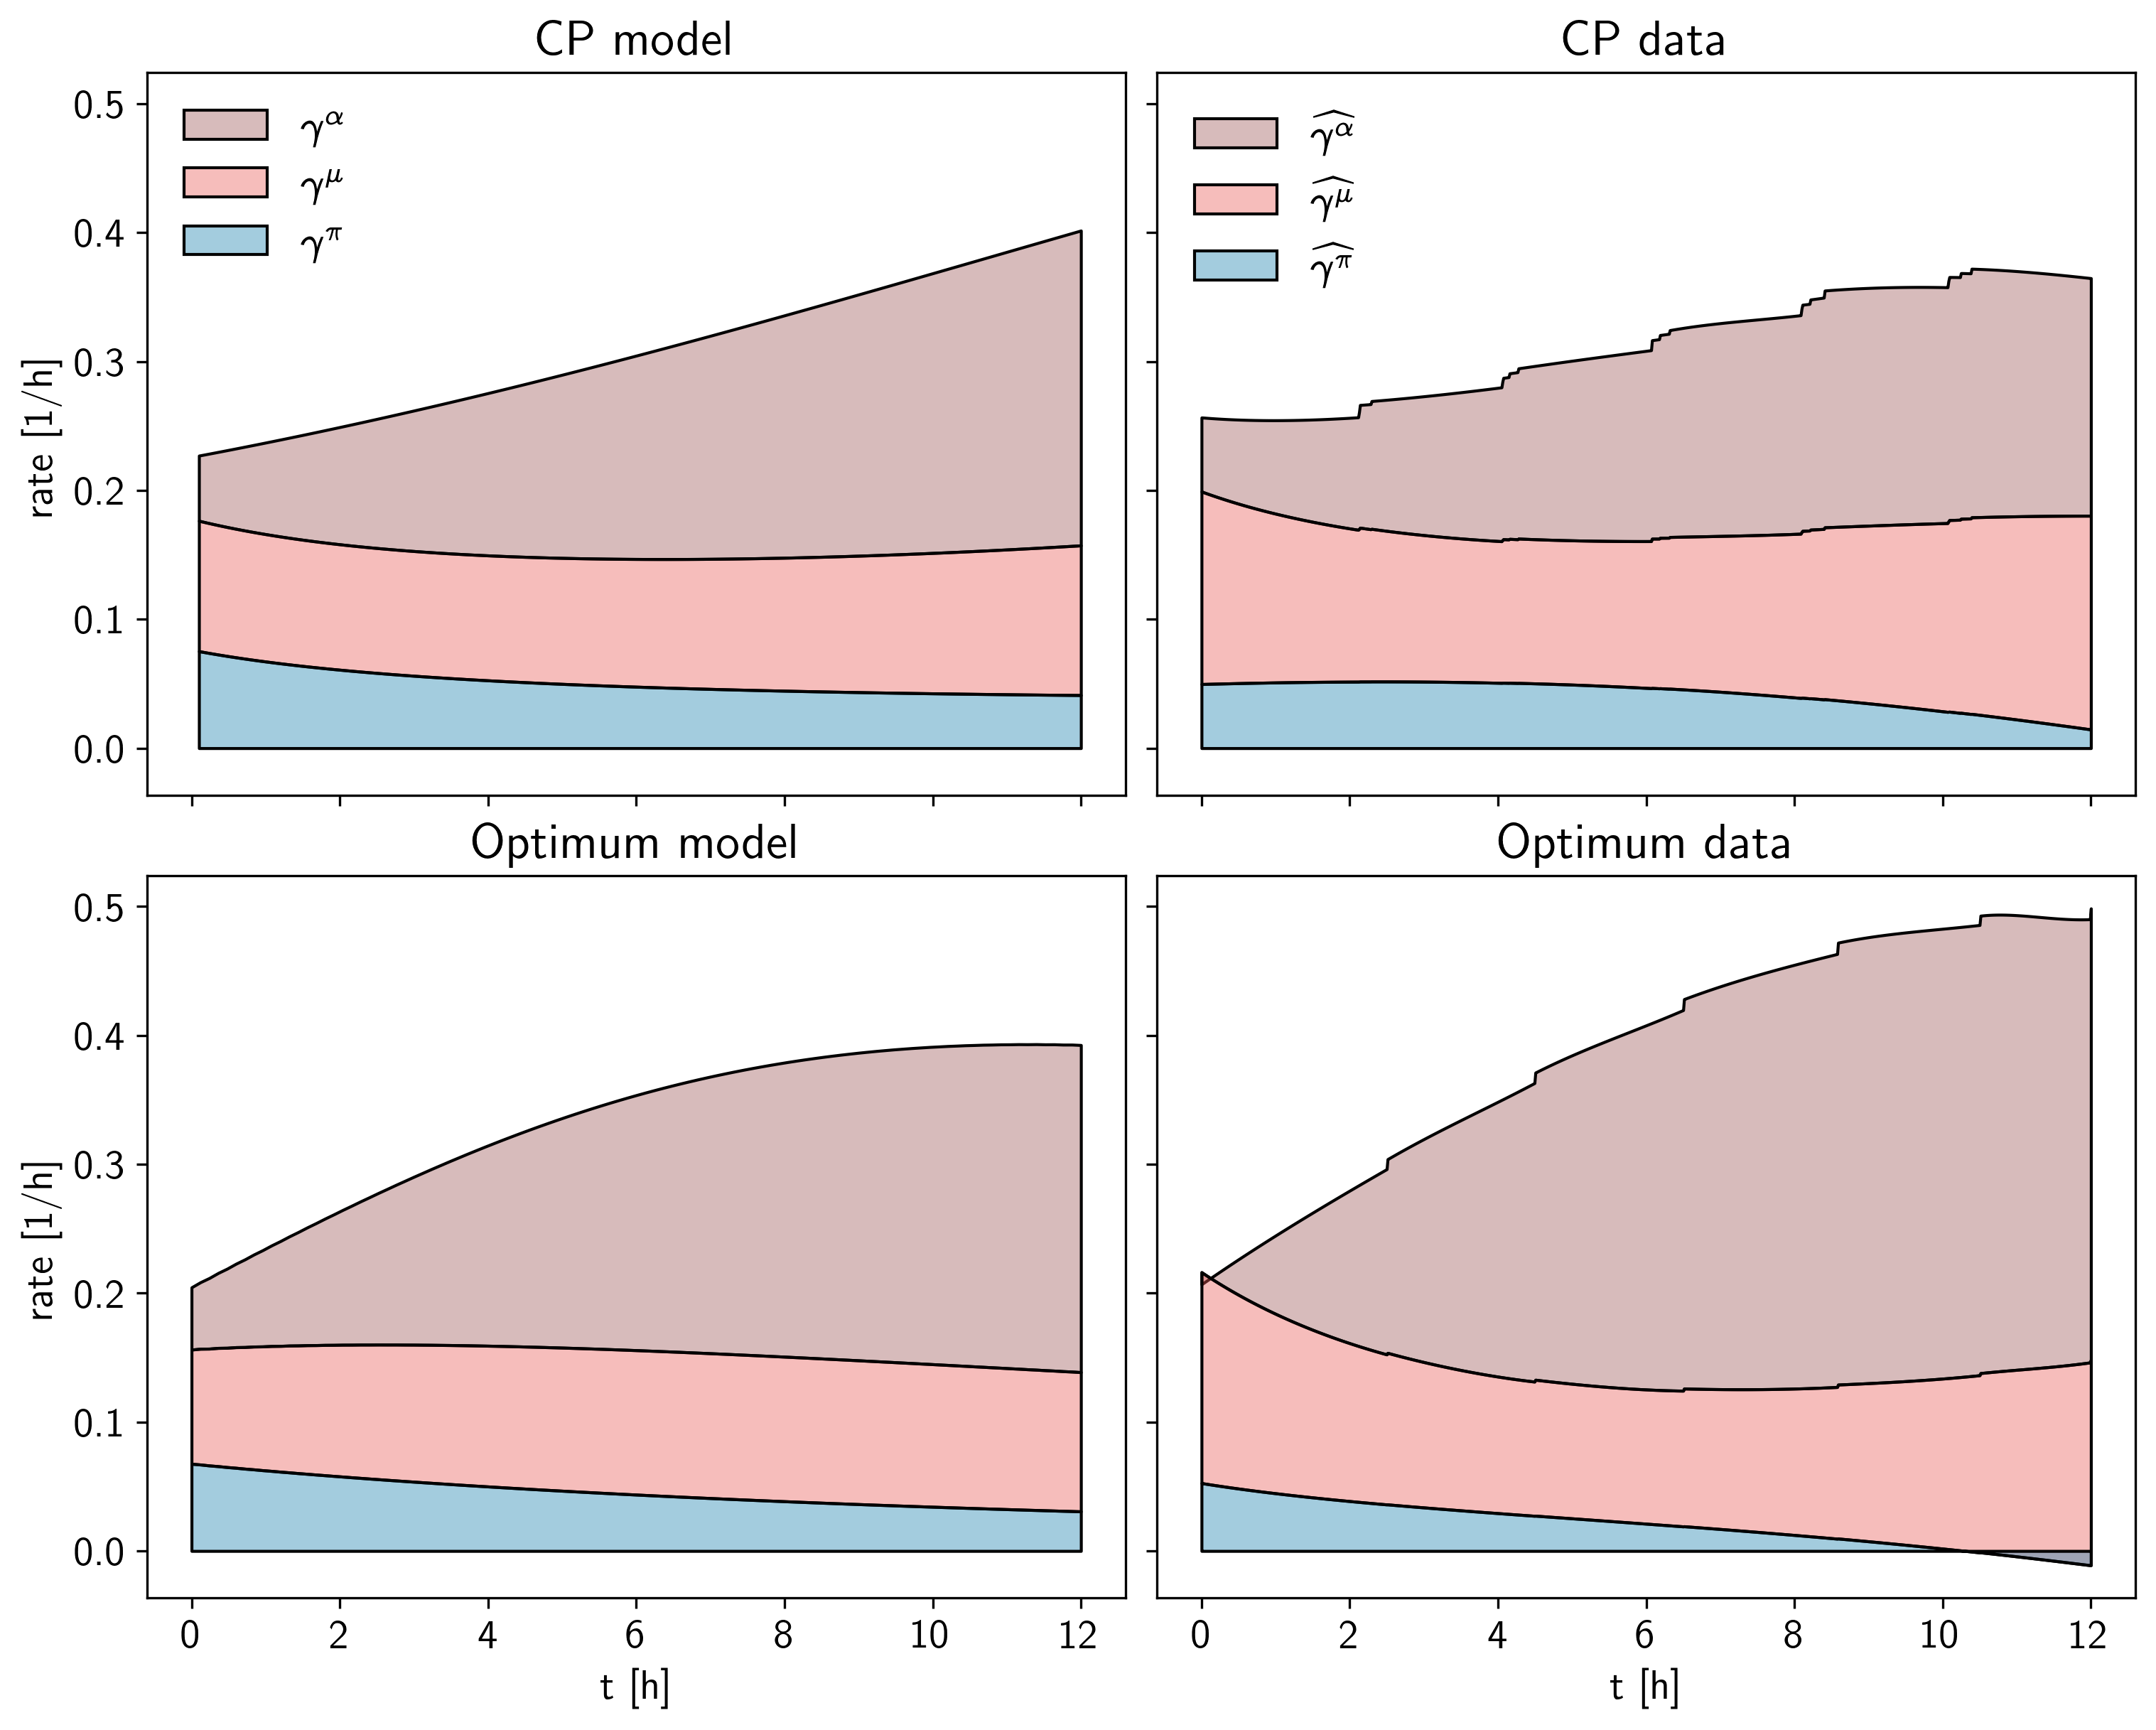 CP model
CP data
rate [1/h]
0.5
0.4
0.3
0.2
0.1
0.0
γ^α
γ^μ
γ^π
\widehat{γ^α}
\widehat{γ^μ}
\widehat{γ^π}
Optimum model
Optimum data
rate [1/h]
0.5
0.4
0.3
0.2
0.1
0.0
0 2 4 6 8 10 12
0 2 4 6 8 10 12
t [h]
t [h]